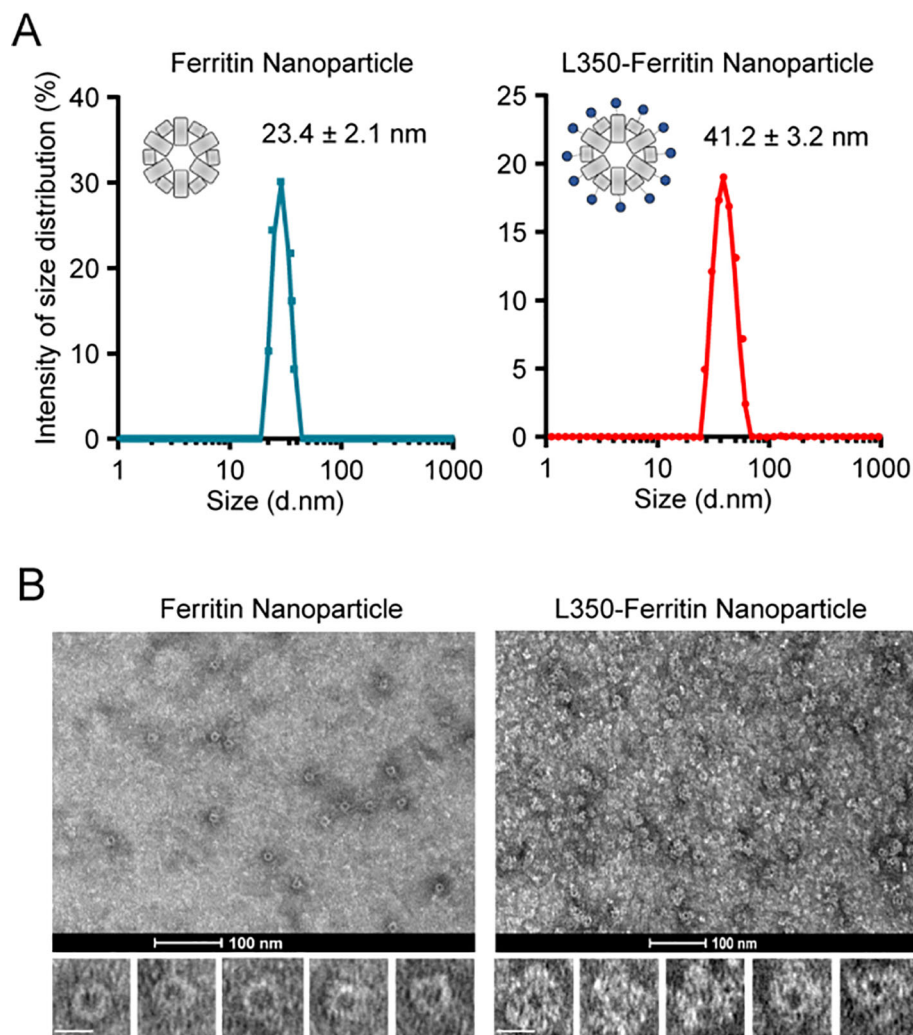 A
Ferritin Nanoparticle
L350-Ferritin Nanoparticle
Intensity of size distribution (%)
40
30
20
10
0
23.4 ± 2.1 nm
1 10 100 1000
Size (d.nm)
25
20
15
10
5
0
41.2 ± 3.2 nm
1 10 100 1000
Size (d.nm)
B
Ferritin Nanoparticle
L350-Ferritin Nanoparticle
100 nm
100 nm